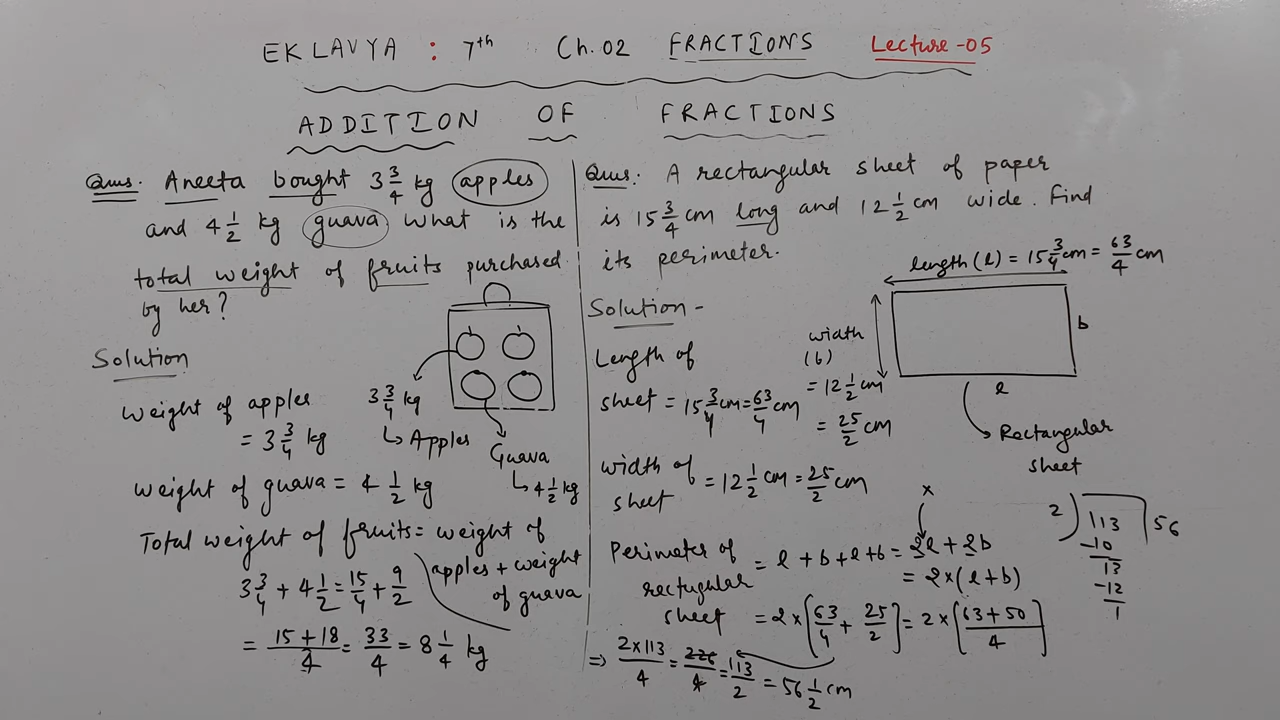 EKLAVYA : 7th Ch.02 FRACTIONS Lecture-05
ADDITION OF FRACTIONS
Ques. Aneeta bought 3 3/4 kg apples
and 4 1/2 kg guava what is the
total weight of fruits purchased
by her?
Solution
Weight of apples
= 3 3/4 kg
3 3/4 kg
↳ Apples
Guava
↳ 4 1/2 kg
Weight of guava = 4 1/2 kg
Total weight of fruits = weight of
apples + weight
of guava
3 3/4 + 4 1/2 = 15/4 + 9/2
= (15+18)/4 = 33/4 = 8 1/4 kg
Ques. A rectangular sheet of paper
is 15 3/4 cm long and 12 1/2 cm wide. Find
its perimeter.
length (l) = 15 3/4 cm = 63/4 cm
Solution -
width
(b)
= 12 1/2 cm
= 25/2 cm
b
l
Rectangular
sheet
Length of
sheet = 15 3/4 cm = 63/4 cm
width of
sheet = 12 1/2 cm = 25/2 cm
x
Perimeter of
rectugular
sheet
= l + b + l + b = 2l + 2b
= 2 × (l + b)
= 2 × [63/4 + 25/2] = 2 × [(63+50)/4]
⇒ (2×113)/4 = 226/4 = 113/2 = 56 1/2 cm
2 ) 113 ( 56
-10
13
-12
1